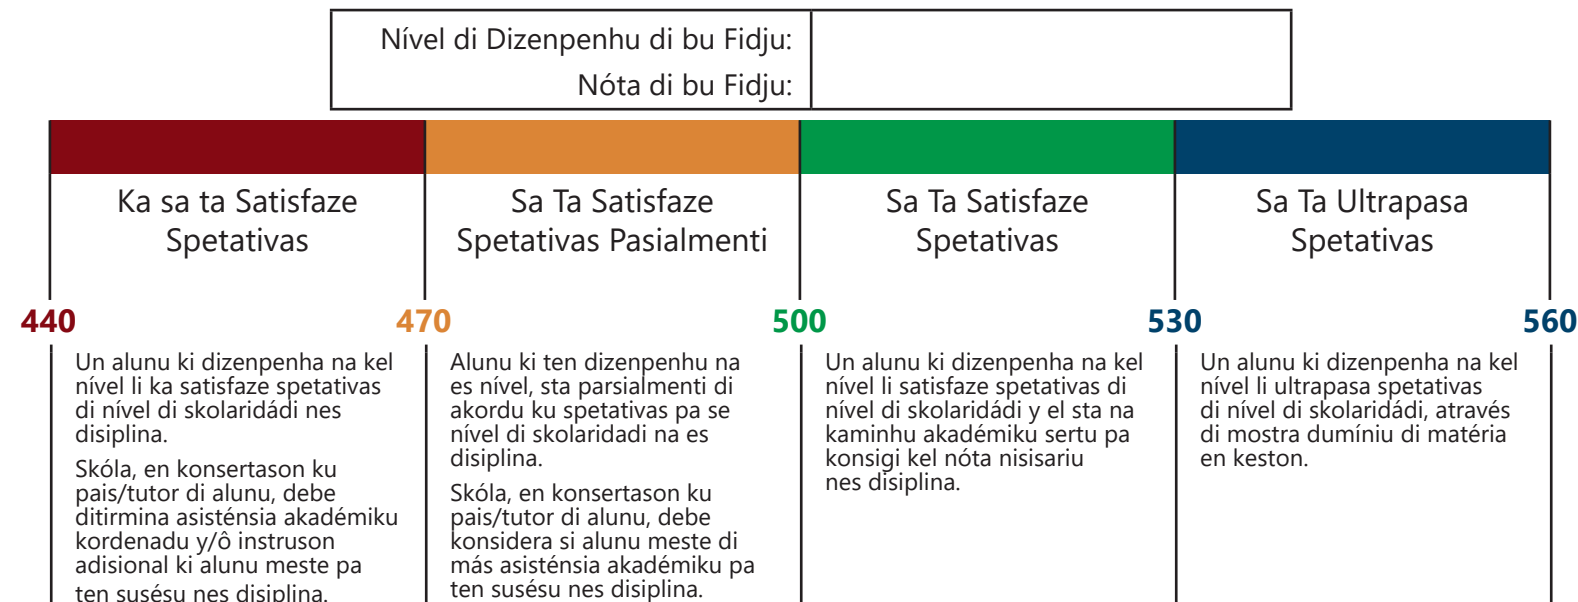 Nível di Dizenpenhu di bu Fidju:
Nóta di bu Fidju:
Ka sa ta Satisfaze
Spetativas
Sa Ta Satisfaze
Spetativas Pasialmenti
Sa Ta Satisfaze
Spetativas
Sa Ta Ultrapasa
Spetativas
440
470
500
530
560
Un alunu ki dizenpenha na kel
nível li ka satisfaze spetativas
di nível di skolaridádi nes
disiplina.
Skóla, en konsertason ku
pais/tutor di alunu, debe
ditirmina asisténsia akadémiku
kordenadu y/ô instruson
adisional ki alunu meste pa
ten susésu nes disiplina.
Alunu ki ten dizenpenhu na
es nível, sta parsialmenti di
akordu ku spetativas pa se
nível di skolaridadi na es
disiplina.
Skóla, en konsertason ku
pais/tutor di alunu, debe
konsidera si alunu meste di
más asisténsia akadémiku pa
ten susésu nes disiplina.
Un alunu ki dizenpenha na kel
nível li satisfaze spetativas di
nível di skolaridádi y el sta na
kaminhu akadémiku sertu pa
konsigi kel nóta nisisariu
nes disiplina.
Un alunu ki dizenpenha na kel
nível li ultrapasa spetativas
di nível di skolaridádi, através
di mostra dumíniu di matéria
en keston.